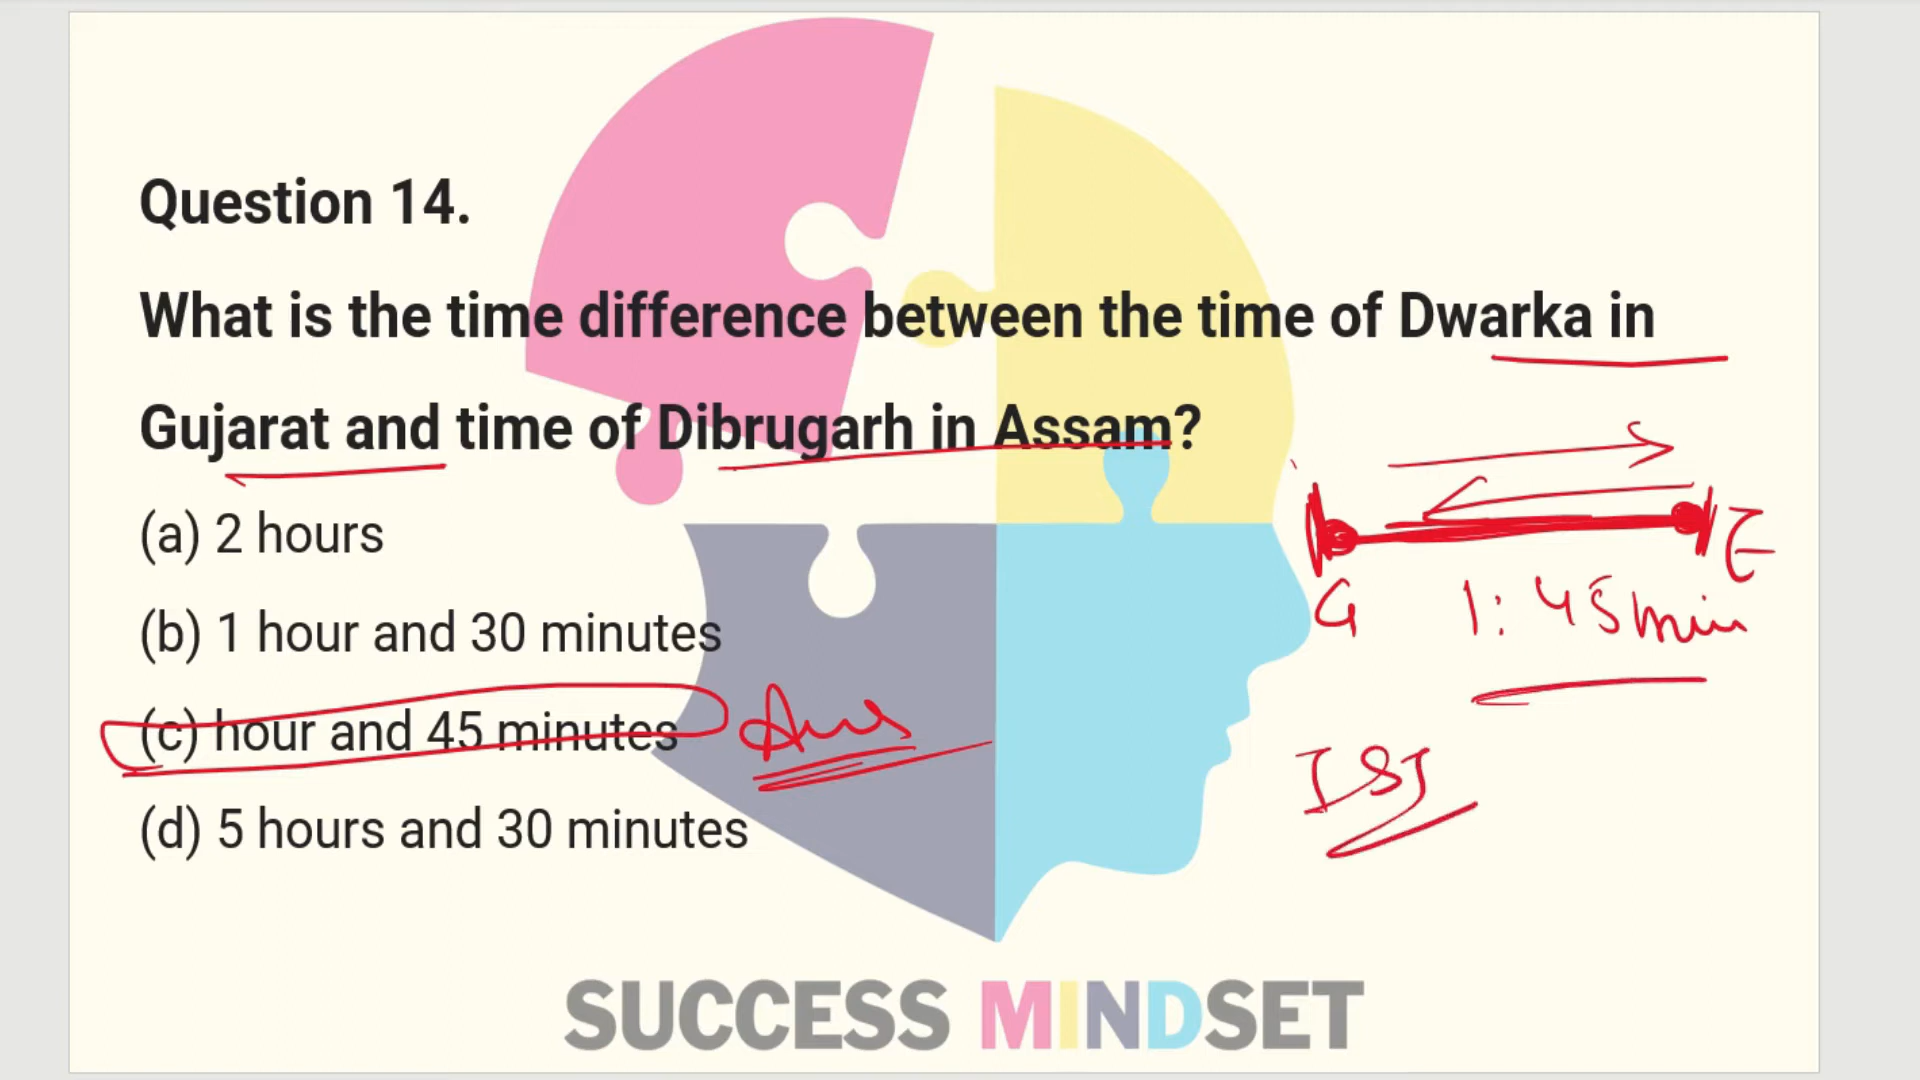 Question 14.
What is the time difference between the time of Dwarka in
Gujarat and time of Dibrugarh in Assam?
(a) 2 hours
(b) 1 hour and 30 minutes
(c) hour and 45 minutes
Ans
(d) 5 hours and 30 minutes
G
E
1:45min
IST
SUCCESS MINDSET